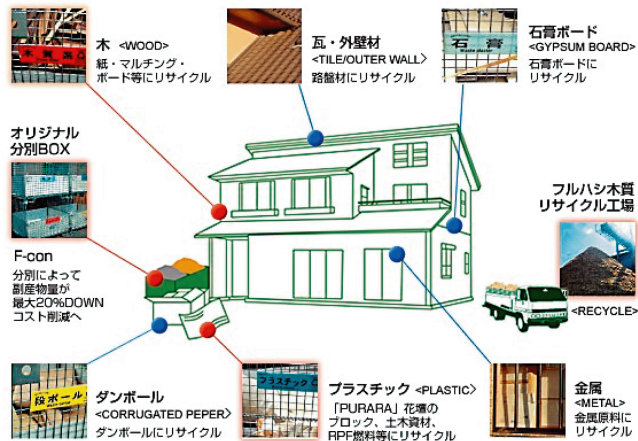 木 <WOOD>
紙・マルチング・
ボード等にリサイクル
瓦・外壁材
<TILE/OUTER WALL>
路盤材にリサイクル
石膏
石膏ボード
<GYPSUM BOARD>
石膏ボードに
リサイクル
オリジナル
分別BOX
F-con
分別によって
副産物量が
最大20%DOWN
コスト削減へ
フルハシ木質
リサイクル工場
<RECYCLE>
段ボール
ダンボール
<CORRUGATED PEPER>
ダンボールにリサイクル
プラスチック
プラスチック <PLASTIC>
「PURARA」花壇の
ブロック、土木資材、
RPF燃料等にリサイクル
金属
<METAL>
金属原料に
リサイクル